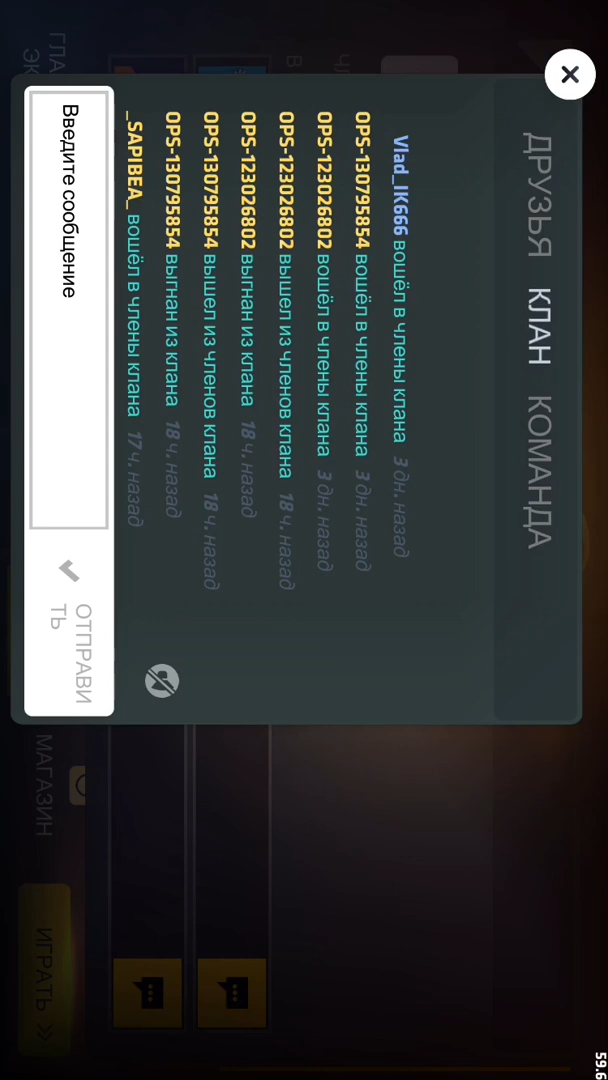 ДРУЗЬЯ КЛАН КОМАНДА
Vlad_IK666 вошёл в члены клана 3 дн. назад
OPS-130795854 вошёл в члены клана 3 дн. назад
OPS-123026802 вошёл в члены клана 3 дн. назад
OPS-123026802 вышел из членов клана 18 ч. назад
OPS-123026802 выгнан из клана 18 ч. назад
OPS-130795854 вышел из членов клана 18 ч. назад
OPS-130795854 выгнан из клана 18 ч. назад
_SAPIBEA_ вошёл в члены клана 17 ч. назад
Введите сообщение
ОТПРАВИ
ТЬ
МАГАЗИН
ИГРАТЬ
59.6